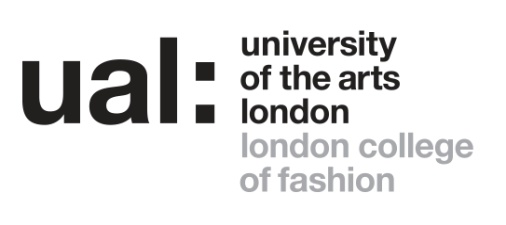 ual:
university
of the arts
london
london college
of fashion